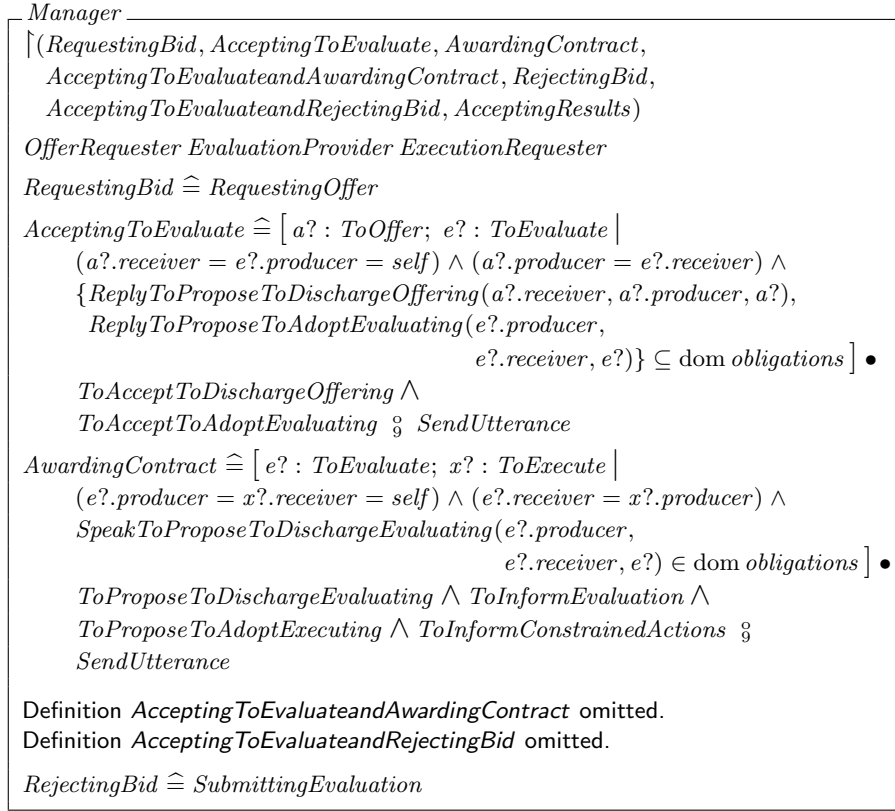 Manager
↾(RequestingBid, AcceptingToEvaluate, AwardingContract,
AcceptingToEvaluateandAwardingContract, RejectingBid,
AcceptingToEvaluateandRejectingBid, AcceptingResults)
OfferRequester EvaluationProvider ExecutionRequester
RequestingBid ≙ RequestingOffer
AcceptingToEvaluate ≙ [ a? : ToOffer; e? : ToEvaluate |
(a?.receiver = e?.producer = self) ∧ (a?.producer = e?.receiver) ∧
{ReplyToProposeToDischargeOffering(a?.receiver, a?.producer, a?),
ReplyToProposeToAdoptEvaluating(e?.producer,
e?.receiver, e?)} ⊆ dom obligations ] •
ToAcceptToDischargeOffering ∧
ToAcceptToAdoptEvaluating ⨟ SendUtterance
AwardingContract ≙ [ e? : ToEvaluate; x? : ToExecute |
(e?.producer = x?.receiver = self) ∧ (e?.receiver = x?.producer) ∧
SpeakToProposeToDischargeEvaluating(e?.producer,
e?.receiver, e?) ∈ dom obligations ] •
ToProposeToDischargeEvaluating ∧ ToInformEvaluation ∧
ToProposeToAdoptExecuting ∧ ToInformConstrainedActions ⨟
SendUtterance
Definition AcceptingToEvaluateandAwardingContract omitted.
Definition AcceptingToEvaluateandRejectingBid omitted.
RejectingBid ≙ SubmittingEvaluation